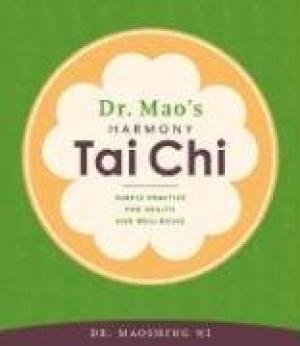 Dr. Mao's
HARMONY
Tai Chi
SIMPLE PRACTICE
FOR HEALTH
AND WELL-BEING
DR. MAOSHING NI